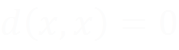 d(x, x) = 0